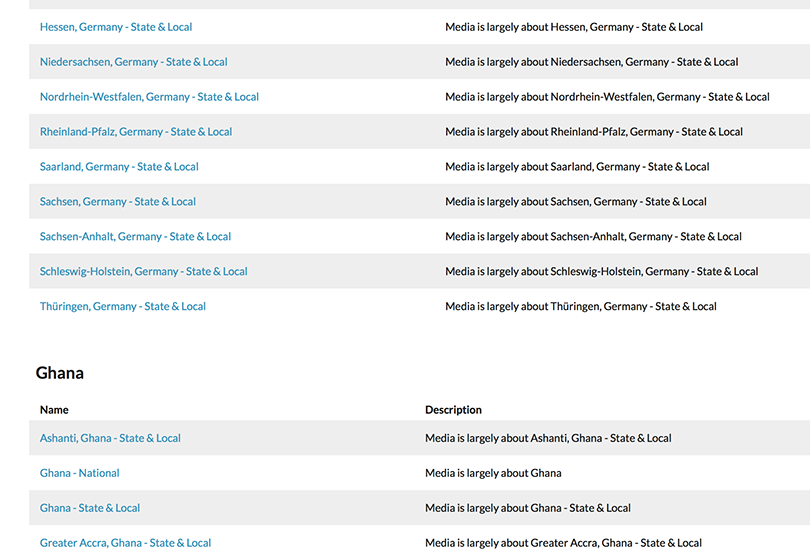 Hessen, Germany - State & Local Media is largely about Hessen, Germany - State & Local
Niedersachsen, Germany - State & Local Media is largely about Niedersachsen, Germany - State & Local
Nordrhein-Westfalen, Germany - State & Local Media is largely about Nordrhein-Westfalen, Germany - State & Local
Rheinland-Pfalz, Germany - State & Local Media is largely about Rheinland-Pfalz, Germany - State & Local
Saarland, Germany - State & Local Media is largely about Saarland, Germany - State & Local
Sachsen, Germany - State & Local Media is largely about Sachsen, Germany - State & Local
Sachsen-Anhalt, Germany - State & Local Media is largely about Sachsen-Anhalt, Germany - State & Local
Schleswig-Holstein, Germany - State & Local Media is largely about Schleswig-Holstein, Germany - State & Local
Thüringen, Germany - State & Local Media is largely about Thüringen, Germany - State & Local
Ghana
Name Description
Ashanti, Ghana - State & Local Media is largely about Ashanti, Ghana - State & Local
Ghana - National Media is largely about Ghana
Ghana - State & Local Media is largely about Ghana - State & Local
Greater Accra, Ghana - State & Local Media is largely about Greater Accra, Ghana - State & Local